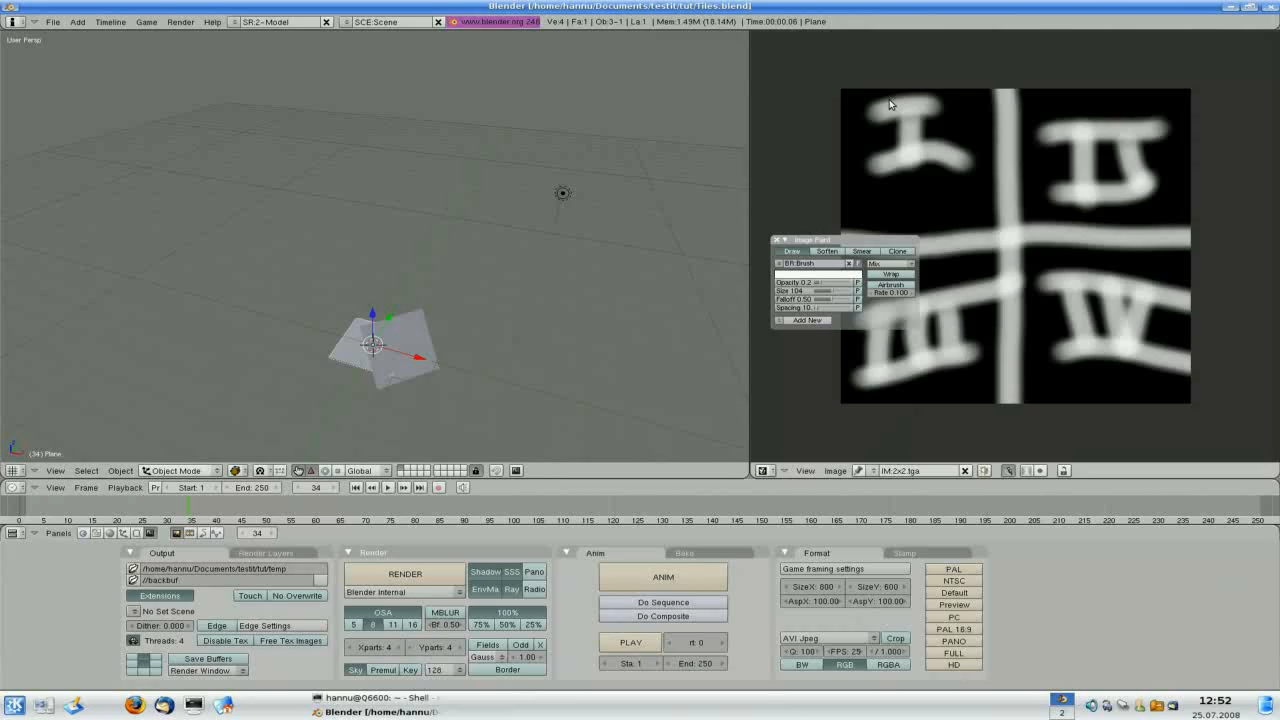 Blender [/home/hannu/Documents/testit/tut/Tiles.blend]
File Add Timeline Game Render Help SR:2-Model SCE:Scene www.blender.org 246 Ve:4 | Fa:1 | Ob:3-1 | La:1 | Mem:1.49M (18.14M) | Time:00:00.06 | Plane
User Persp
I II
III IV
Image Paint
Draw Soften Smear Clone
BR:Brush F Mix
Wrap
Opacity 0.2 P Airbrush
Size 104 P Rate 0.100
Falloff 0.50 P
Spacing 10 P
Add New
(34) Plane
View Select Object Object Mode Global View Image IM:2x2.tga
View Frame Playback Pr Start: 1 End: 250 34
0 5 10 15 20 25 30 35 40 45 50 55 60 65 70 75 80 85 90 95 100 105 110 115 120 125 130 135 140 145 150 155 160 165 170 175 180 185 190 195 200 205 210 215 220 225 230 235 240 245 250
Panels 34
Output Render Layers Render Anim Bake Format Stamp
/home/hannu/Documents/testit/tut/temp
//backbuf
Extensions Touch No Overwrite
No Set Scene
Dither: 0.000 Edge Edge Settings
Threads: 4 Disable Tex Free Tex Images
Save Buffers
Render Window
RENDER Shadow SSS Pano
Blender Internal EnvMa Ray Radio
OSA MBLUR 100%
5 8 11 16 Bf: 0.50 75% 50% 25%
Xparts: 4 Yparts: 4 Fields Odd X
Gauss 1.00
Sky Premul Key 128 Border
ANIM
Do Sequence
Do Composite
PLAY rt: 0
Sta: 1 End: 250
Game framing settings
SizeX: 800 SizeY: 600
AspX: 100.00 AspY: 100.00
AVI Jpeg Crop
Q: 100 FPS: 25 / 1.000
BW RGB RGBA
PAL
NTSC
Default
Preview
PC
PAL 16:9
PANO
FULL
HD
hannu@Q6600: ~ - Shell
Blender [/home/hannu/D
2
12:52
25.07.2008